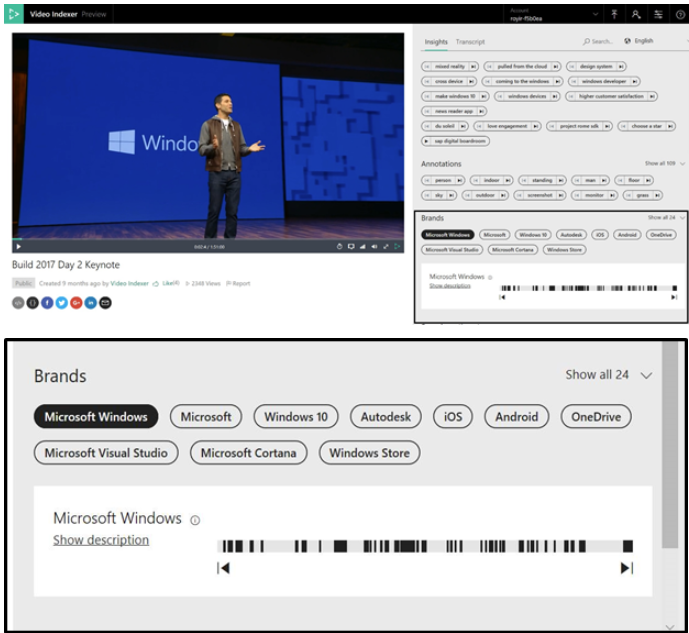 Video Indexer Preview
Account
royir-f5b0ea
Insights Transcript Search... English
mixed reality pulled from the cloud design system
cross device coming to the windows windows developer
make windows 10 windows devices higher customer satisfaction
news reader app
du soleil love engagement project rome sdk choose a star
sap digital boardroom
Annotations Show all 109
person indoor standing man floor
sky outdoor screenshot monitor grass
Brands Show all 24
Microsoft Windows Microsoft Windows 10 Autodesk iOS Android OneDrive
Microsoft Visual Studio Microsoft Cortana Windows Store
Microsoft Windows
Show description
Windo
Build 2017 Day 2 Keynote
Public Created 9 months ago by Video Indexer Like(4) 2348 Views Report
Brands Show all 24
Microsoft Windows Microsoft Windows 10 Autodesk iOS Android OneDrive
Microsoft Visual Studio Microsoft Cortana Windows Store
Microsoft Windows
Show description